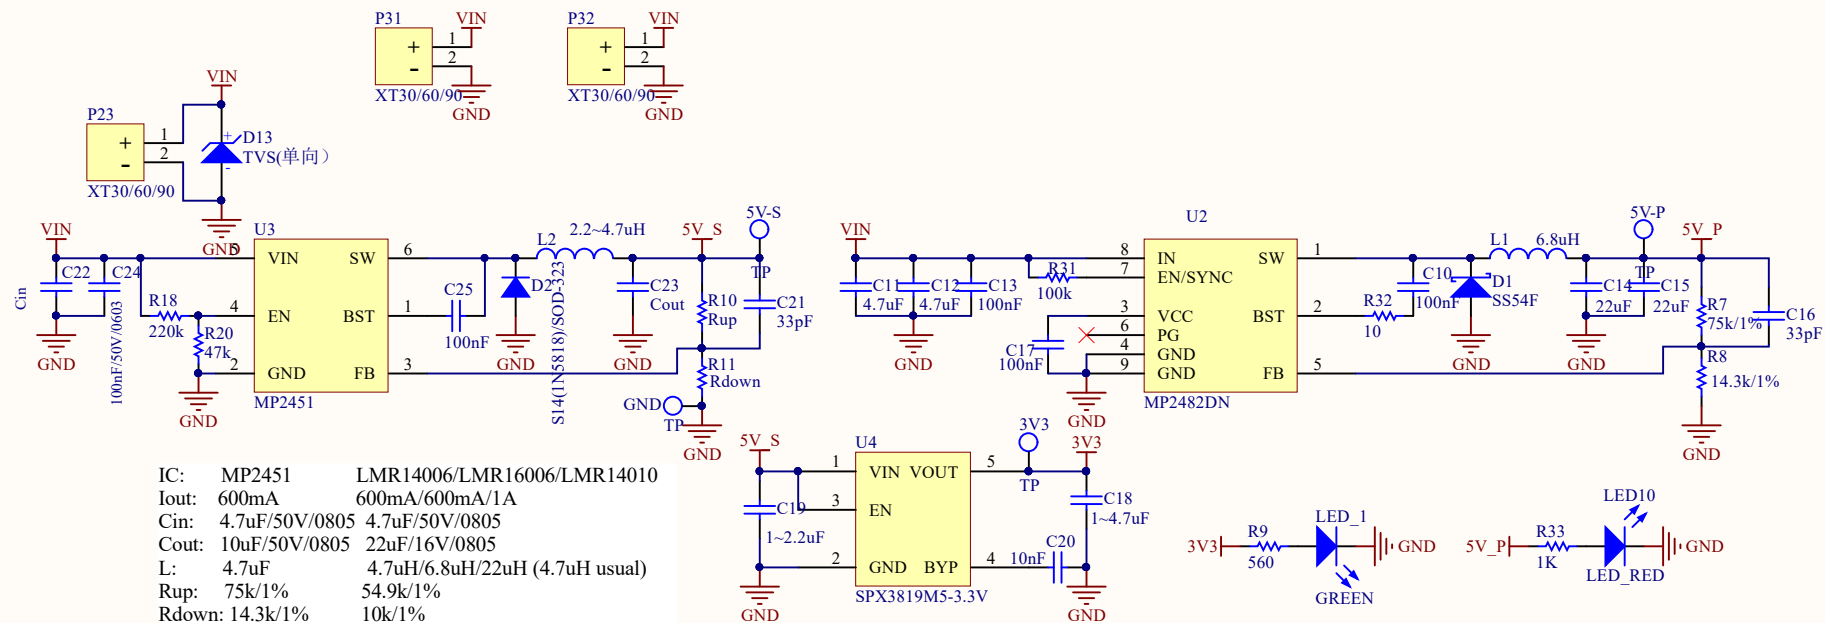 P31
VIN
+ 1
- 2
XT30/60/90
GND
P32
VIN
+ 1
- 2
XT30/60/90
GND
VIN
P23
+ 1
- 2
XT30/60/90
+
D13
TVS(单向）
-
GND
VIN
Cin
C22
C24
100nF/50V/0603
R18
220k
R20
47k
GND
GND
U3
5 VIN
SW 6
4 EN
BST 1
2 GND
FB 3
MP2451
C25
100nF
D2
S14(1N5818)/SOD-323
GND
L2
2.2~4.7uH
C23
Cout
GND
5V_S
5V-S
TP
R10
Rup
C21
33pF
R11
Rdown
GND
TP
GND
VIN
C11
4.7uF
C12
4.7uF
C13
100nF
GND
R31
100k
C17
100nF
GND
U2
8 IN
7 EN/SYNC
3 VCC
6 PG
4 GND
9 GND
SW 1
BST 2
FB 5
MP2482DN
C10
100nF
R32
10
D1
SS54F
GND
L1
6.8uH
C14
22uF
GND
5V-P
TP
C15
22uF
5V_P
R7
75k/1%
C16
33pF
R8
14.3k/1%
GND
5V_S
C19
1~2.2uF
GND
U4
1 VIN
VOUT 5
3 EN
2 GND
BYP 4
SPX3819M5-3.3V
3V3
TP
3V3
C18
1~4.7uF
10nF
C20
GND
IC: MP2451 LMR14006/LMR16006/LMR14010
Iout: 600mA 600mA/600mA/1A
Cin: 4.7uF/50V/0805 4.7uF/50V/0805
Cout: 10uF/50V/0805 22uF/16V/0805
L: 4.7uF 4.7uH/6.8uH/22uH (4.7uH usual)
Rup: 75k/1% 54.9k/1%
Rdown: 14.3k/1% 10k/1%
3V3
R9
560
LED_1
GREEN
GND
5V_P
R33
1K
LED10
LED_RED
GND